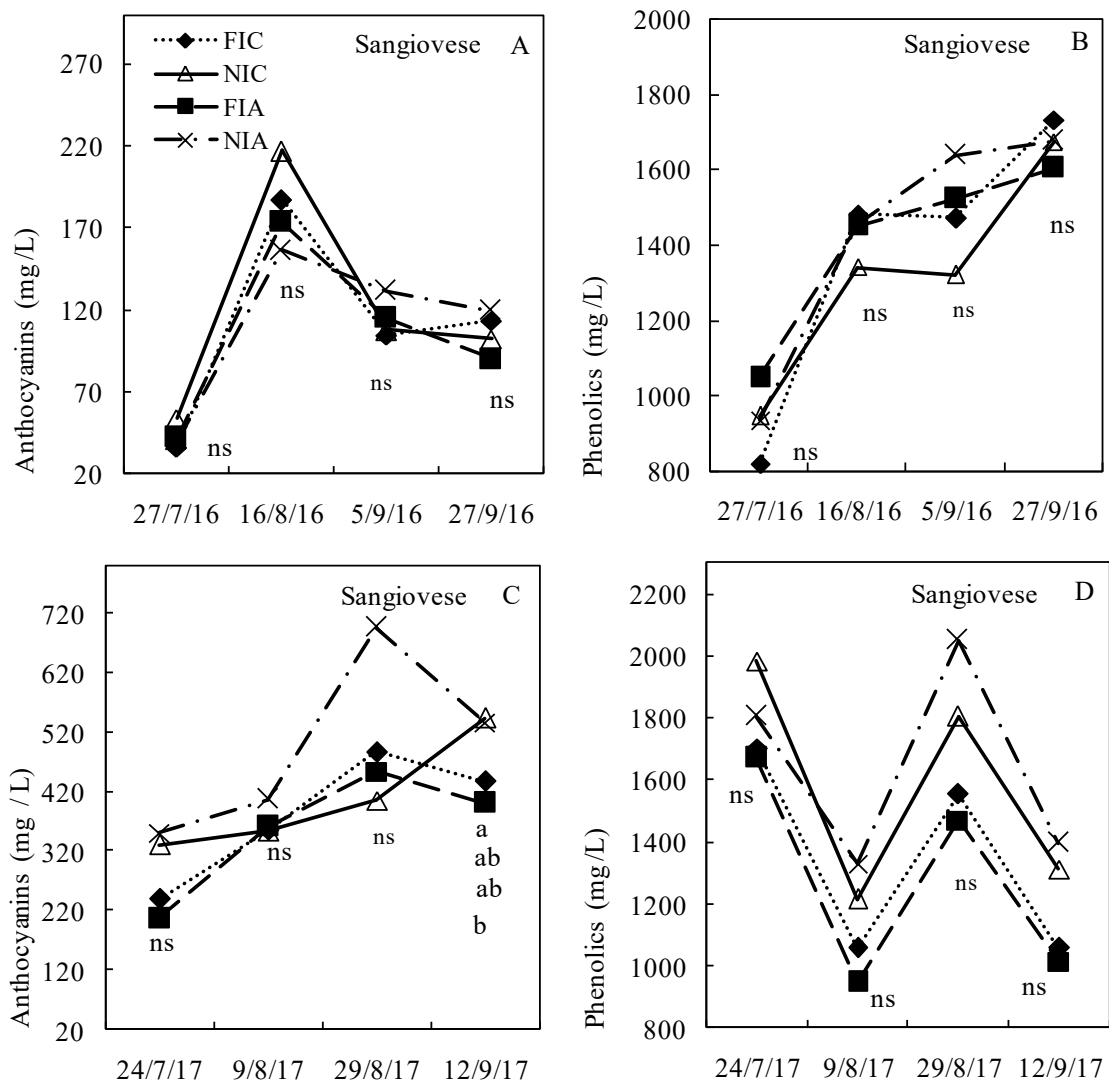 Sangiovese A
FIC
NIC
FIA
NIA
Anthocyanins (mg/L)
270
220
170
120
70
20
ns
ns
ns
ns
27/7/16 16/8/16 5/9/16 27/9/16
Sangiovese B
Phenolics (mg/L)
2000
1800
1600
1400
1200
1000
800
ns
ns
ns
ns
27/7/16 16/8/16 5/9/16 27/9/16
Sangiovese C
Anthocyanins (mg / L)
720
620
520
420
320
220
120
20
ns
ns
ns
a
ab
ab
b
24/7/17 9/8/17 29/8/17 12/9/17
Sangiovese D
Phenolics (mg/L)
2200
2000
1800
1600
1400
1200
1000
800
ns
ns
ns
ns
24/7/17 9/8/17 29/8/17 12/9/17